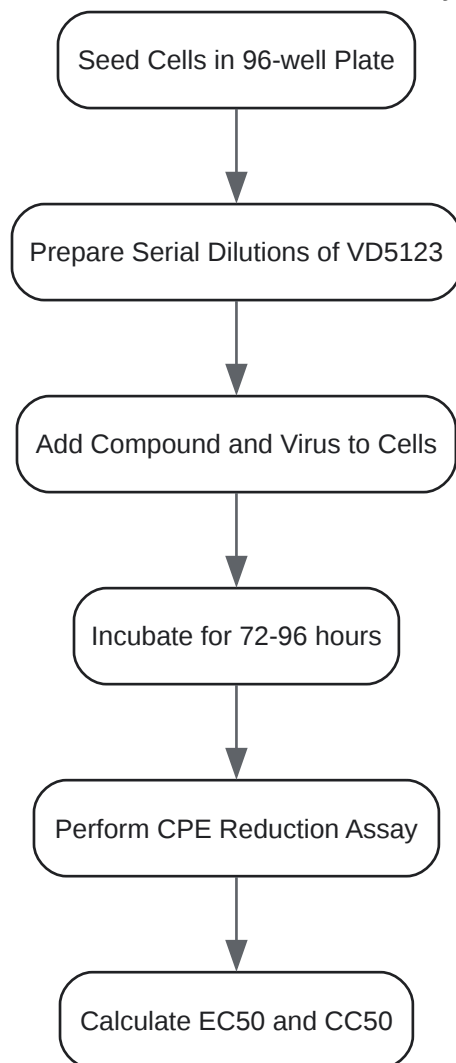 Seed Cells in 96-well Plate
Prepare Serial Dilutions of VD5123
Add Compound and Virus to Cells
Incubate for 72-96 hours
Perform CPE Reduction Assay
Calculate EC50 and CC50